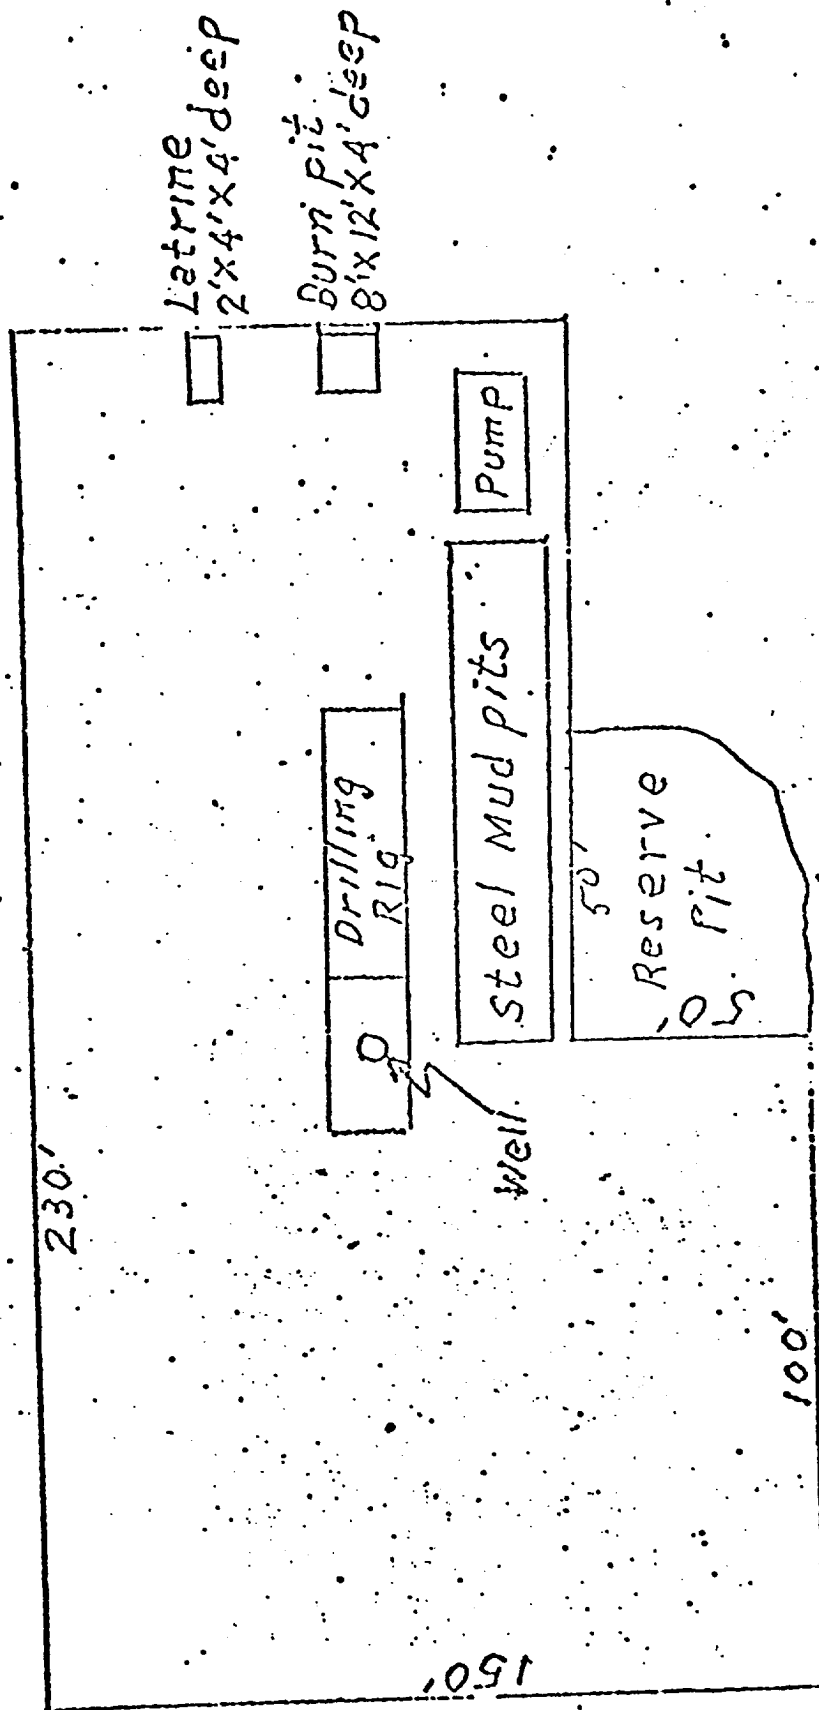 Latrine
2'X4'X4'deep
Burn pit
8'X12'X4'deep
230'
Pump
Drilling
Rig
Steel Mud pits
Well
50'
Reserve
Pit
50'
150'
100'